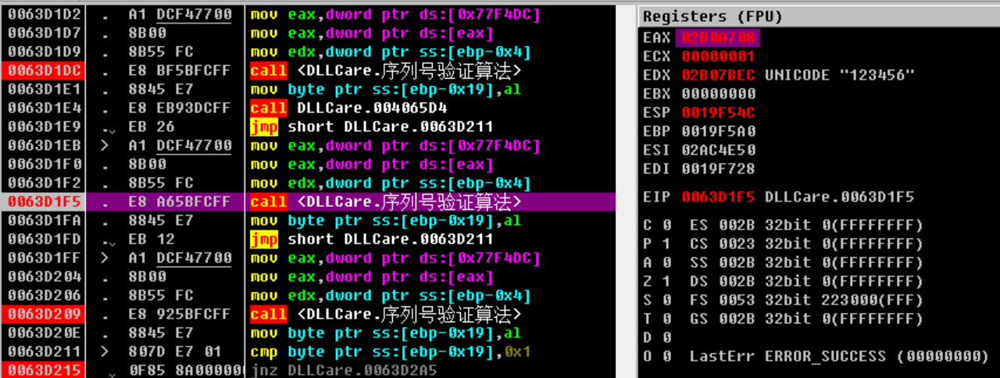 0063D1D2 . A1 DCF47700 mov eax,dword ptr ds:[0x77F4DC]
0063D1D7 . 8B00 mov eax,dword ptr ds:[eax]
0063D1D9 . 8B55 FC mov edx,dword ptr ss:[ebp-0x4]
0063D1DC . E8 BF5BFCFF call <DLLCare.序列号验证算法>
0063D1E1 . 8845 E7 mov byte ptr ss:[ebp-0x19],al
0063D1E4 . E8 EB93DCFF call DLLCare.004065D4
0063D1E9 .⌄ EB 26 jmp short DLLCare.0063D211
0063D1EB > A1 DCF47700 mov eax,dword ptr ds:[0x77F4DC]
0063D1F0 . 8B00 mov eax,dword ptr ds:[eax]
0063D1F2 . 8B55 FC mov edx,dword ptr ss:[ebp-0x4]
0063D1F5 . E8 A65BFCFF call <DLLCare.序列号验证算法>
0063D1FA . 8845 E7 mov byte ptr ss:[ebp-0x19],al
0063D1FD .⌄ EB 12 jmp short DLLCare.0063D211
0063D1FF > A1 DCF47700 mov eax,dword ptr ds:[0x77F4DC]
0063D204 . 8B00 mov eax,dword ptr ds:[eax]
0063D206 . 8B55 FC mov edx,dword ptr ss:[ebp-0x4]
0063D209 . E8 925BFCFF call <DLLCare.序列号验证算法>
0063D20E . 8845 E7 mov byte ptr ss:[ebp-0x19],al
0063D211 > 807D E7 01 cmp byte ptr ss:[ebp-0x19],0x1
0063D215 .⌄ 0F85 8A00000 jnz DLLCare.0063D2A5
Registers (FPU)
EAX 02B0A700
ECX 00000001
EDX 02B07BEC UNICODE "123456"
EBX 00000000
ESP 0019F54C
EBP 0019F5A0
ESI 02AC4E50
EDI 0019F728
EIP 0063D1F5 DLLCare.0063D1F5
C 0 ES 002B 32bit 0(FFFFFFFF)
P 1 CS 0023 32bit 0(FFFFFFFF)
A 0 SS 002B 32bit 0(FFFFFFFF)
Z 1 DS 002B 32bit 0(FFFFFFFF)
S 0 FS 0053 32bit 223000(FFF)
T 0 GS 002B 32bit 0(FFFFFFFF)
D 0
O 0 LastErr ERROR_SUCCESS (00000000)